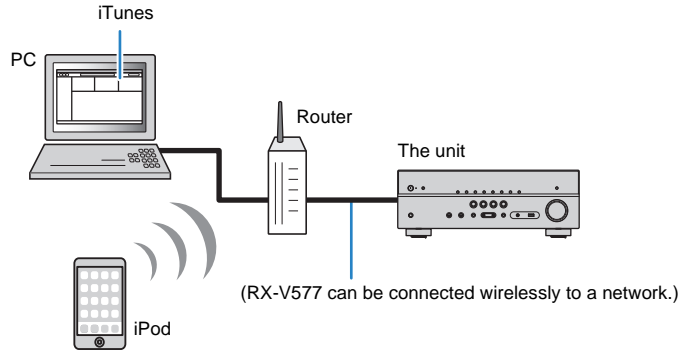 iTunes
PC
Router
The unit
(RX-V577 can be connected wirelessly to a network.)
iPod